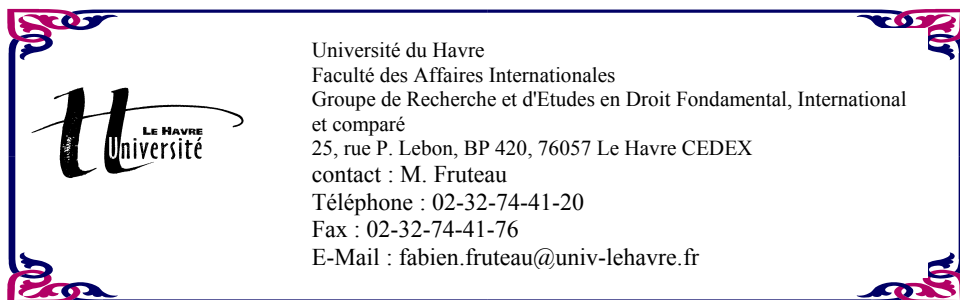 LE HAVRE
Université
Université du Havre
Faculté des Affaires Internationales
Groupe de Recherche et d'Etudes en Droit Fondamental, International
et comparé
25, rue P. Lebon, BP 420, 76057 Le Havre CEDEX
contact : M. Fruteau
Téléphone : 02-32-74-41-20
Fax : 02-32-74-41-76
E-Mail : fabien.fruteau@univ-lehavre.fr